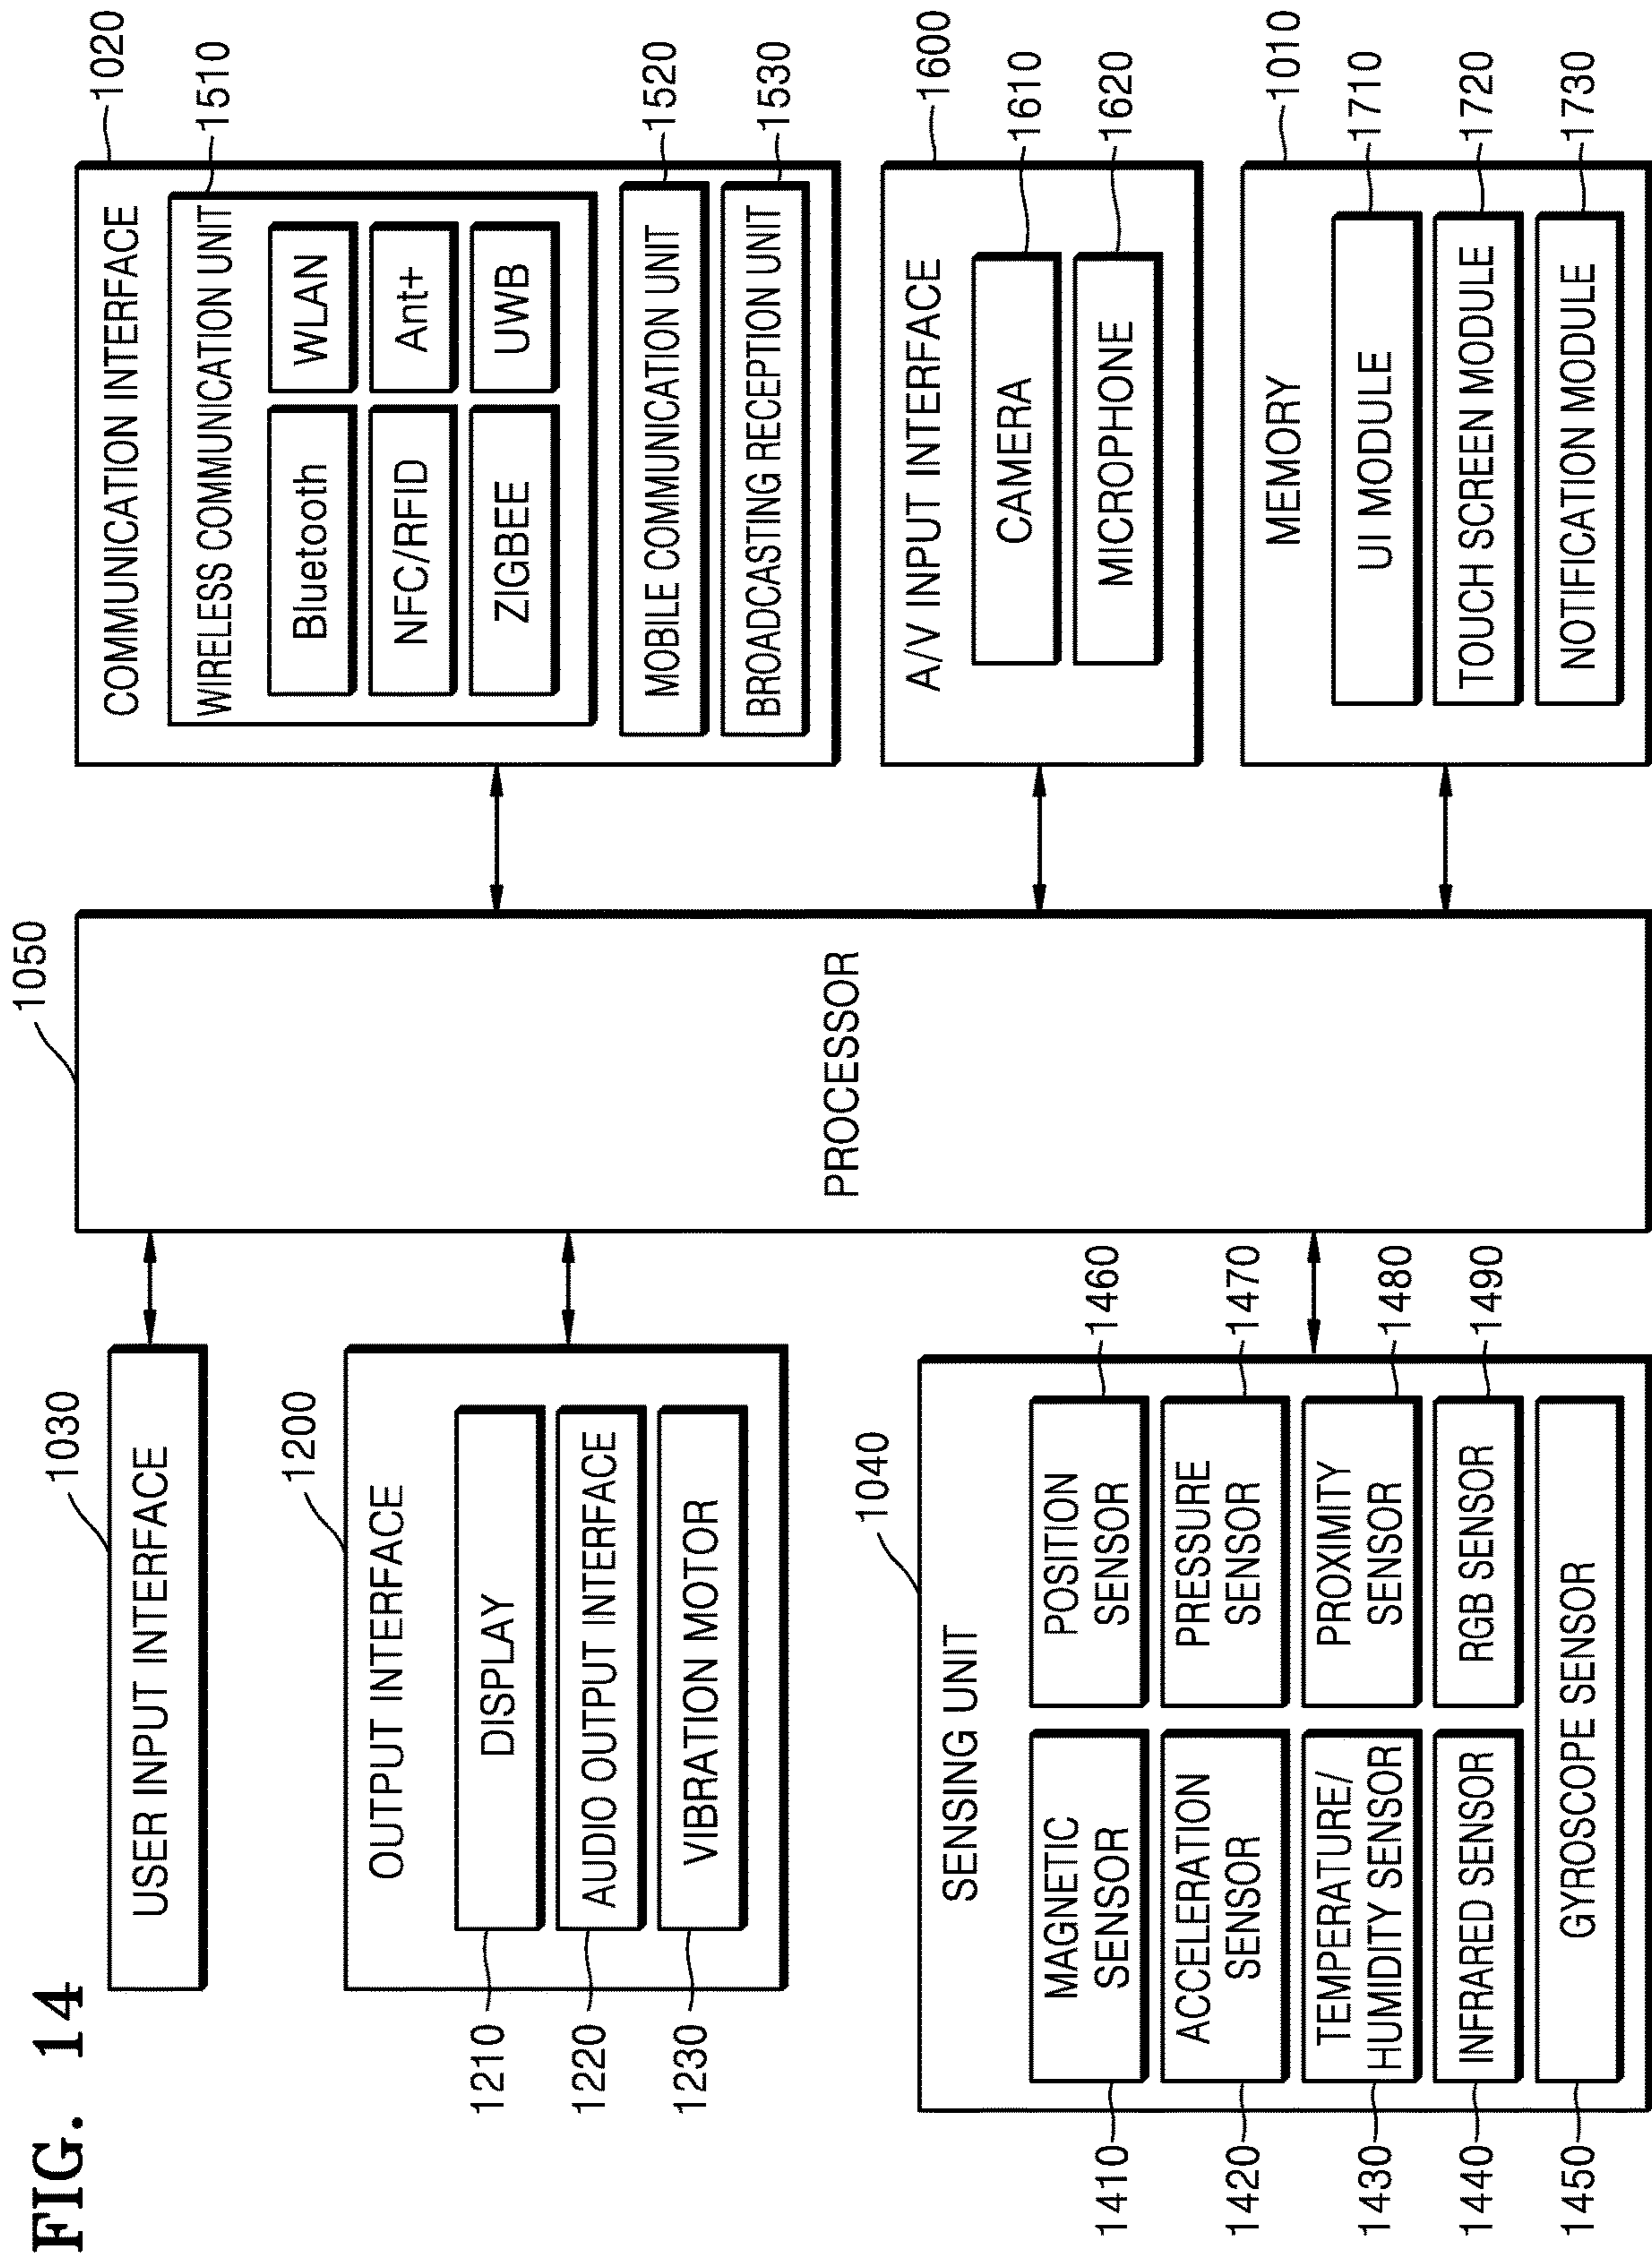 FIG. 14
1030
USER INPUT INTERFACE
1200
OUTPUT INTERFACE
1210
DISPLAY
1220
AUDIO OUTPUT INTERFACE
1230
VIBRATION MOTOR
1040
SENSING UNIT
1410
MAGNETIC
SENSOR
POSITION
SENSOR
1460
1420
ACCELERATION
SENSOR
PRESSURE
SENSOR
1470
1430
TEMPERATURE/
HUMIDITY SENSOR
PROXIMITY
SENSOR
1480
1440
INFRARED SENSOR
RGB SENSOR
1490
1450
GYROSCOPE SENSOR
1050
PROCESSOR
1020
COMMUNICATION INTERFACE
1510
WIRELESS COMMUNICATION UNIT
Bluetooth
WLAN
NFC/RFID
Ant+
ZIGBEE
UWB
MOBILE COMMUNICATION UNIT
1520
BROADCASTING RECEPTION UNIT
1530
1600
A/V INPUT INTERFACE
CAMERA
1610
MICROPHONE
1620
1010
MEMORY
UI MODULE
1710
TOUCH SCREEN MODULE
1720
NOTIFICATION MODULE
1730